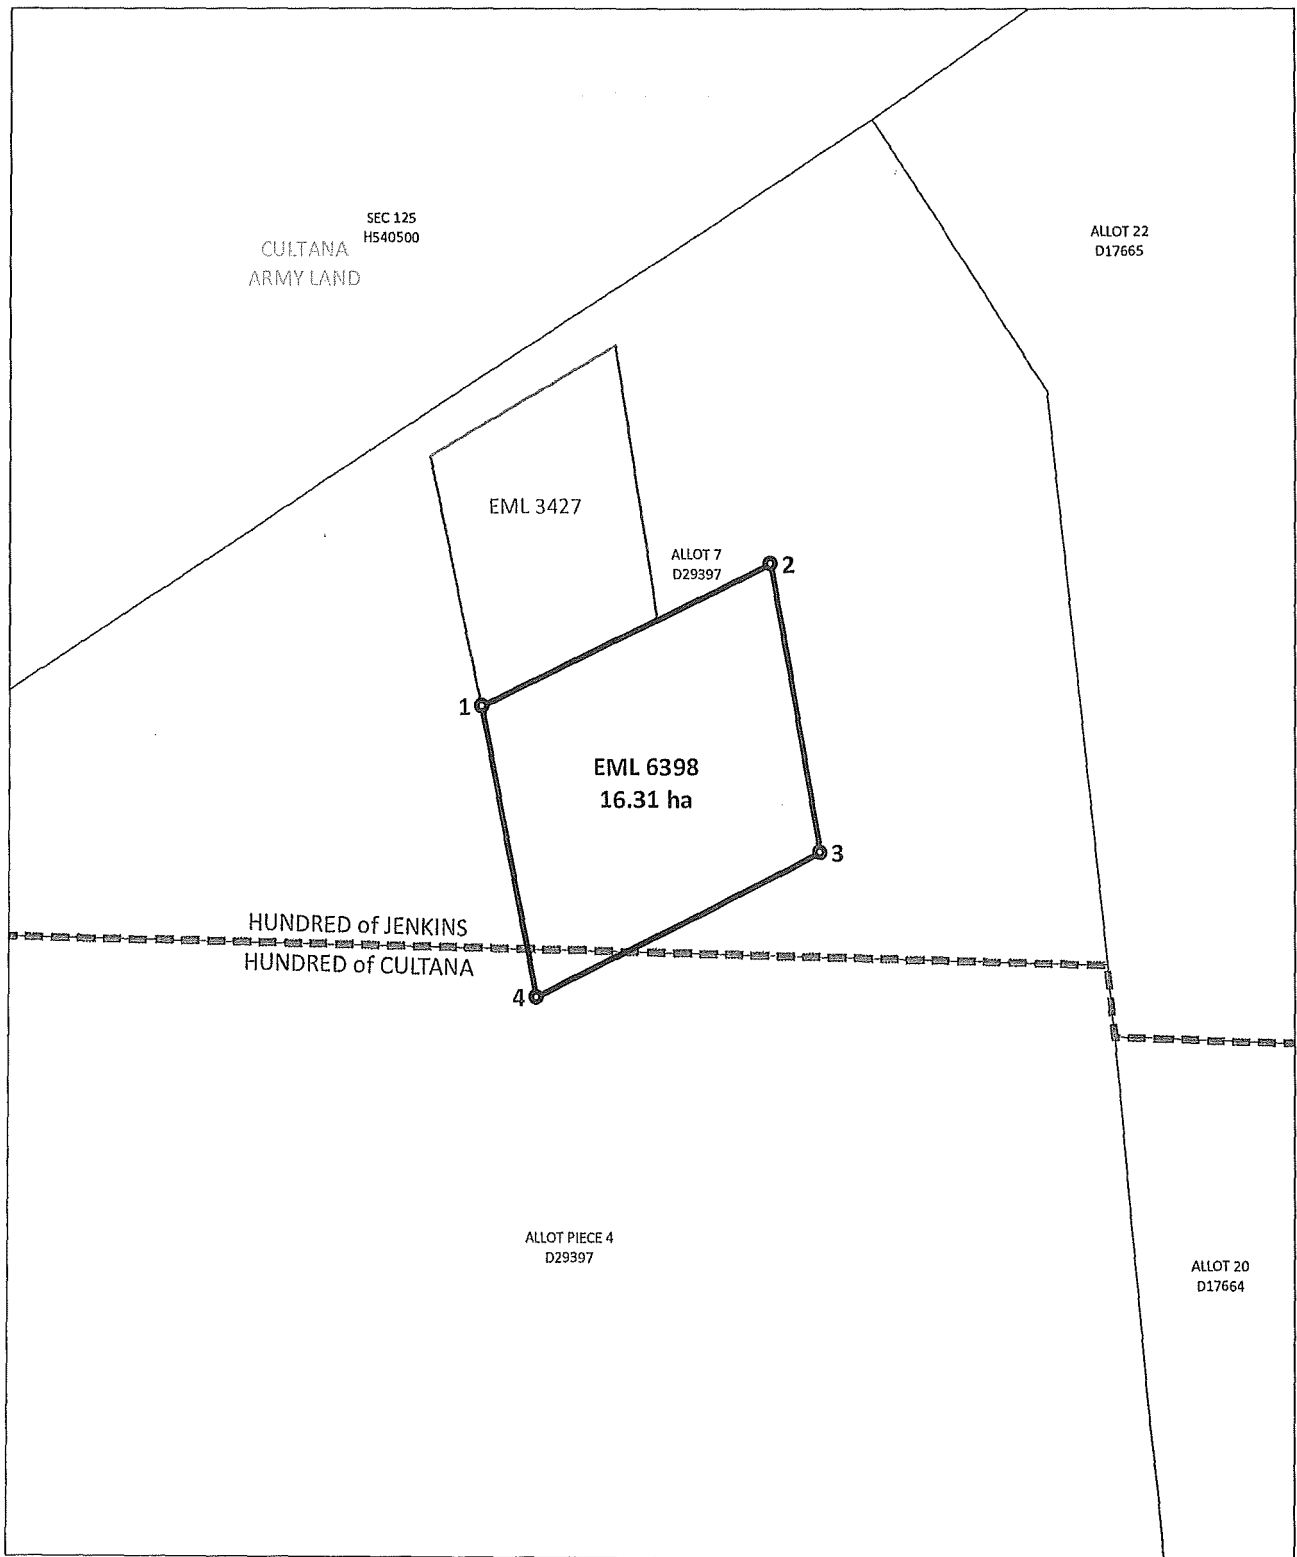 SEC 125
H540500
CULTANA
ARMY LAND
ALLOT 22
D17665
EML 3427
ALLOT 7
D29397
2
1
EML 6398
16.31 ha
3
HUNDRED of JENKINS
HUNDRED of CULTANA
4
ALLOT PIECE 4
D29397
ALLOT 20
D17664